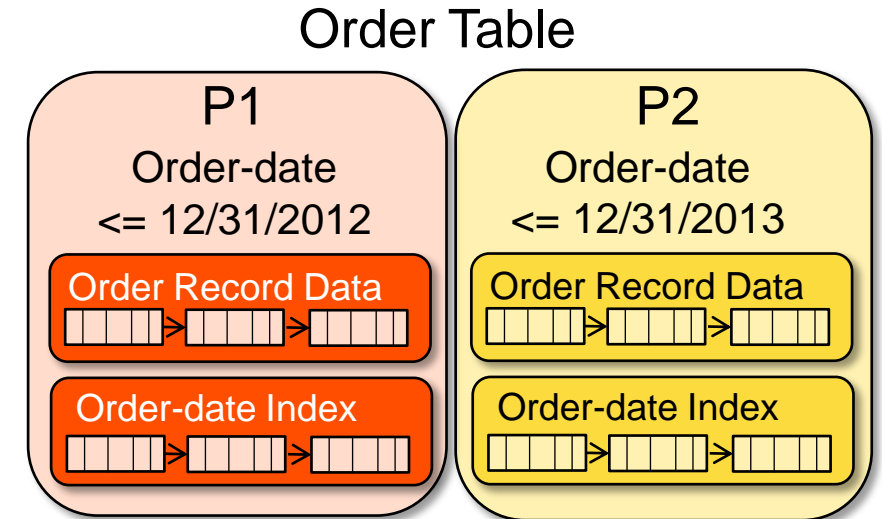 Order Table
P1
Order-date
<= 12/31/2012
Order Record Data
Order-date Index
P2
Order-date
<= 12/31/2013
Order Record Data
Order-date Index